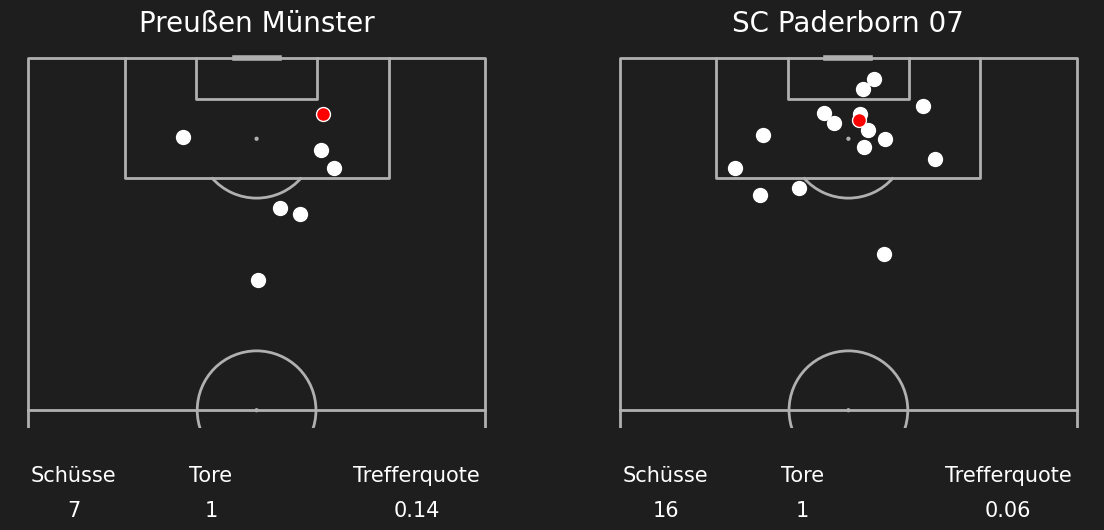 Preußen Münster
Schüsse Tore Trefferquote
7 1 0.14
SC Paderborn 07
Schüsse Tore Trefferquote
16 1 0.06